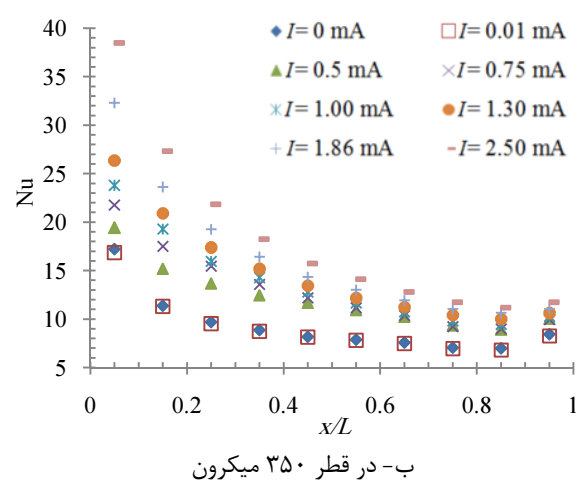 40
35
30
25
20
15
10
5
Nu
I= 0 mA
I= 0.01 mA
I= 0.5 mA
I= 0.75 mA
I= 1.00 mA
I= 1.30 mA
I= 1.86 mA
I= 2.50 mA
0 0.2 0.4 0.6 0.8 1
x/L
ب- در قطر ۳۵۰ میکرون